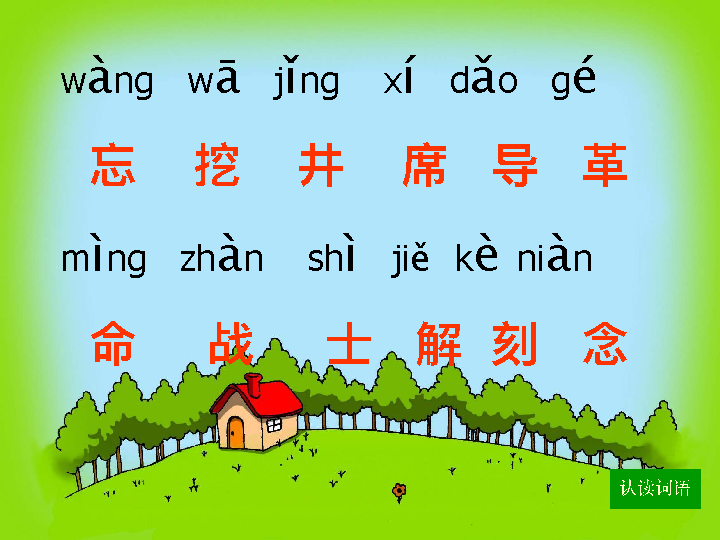 wàng wā jǐng xí dǎo gé
忘 挖 井 席 导 革
mìng zhàn shì jiě kè niàn
命 战 士 解 刻 念
认读词语